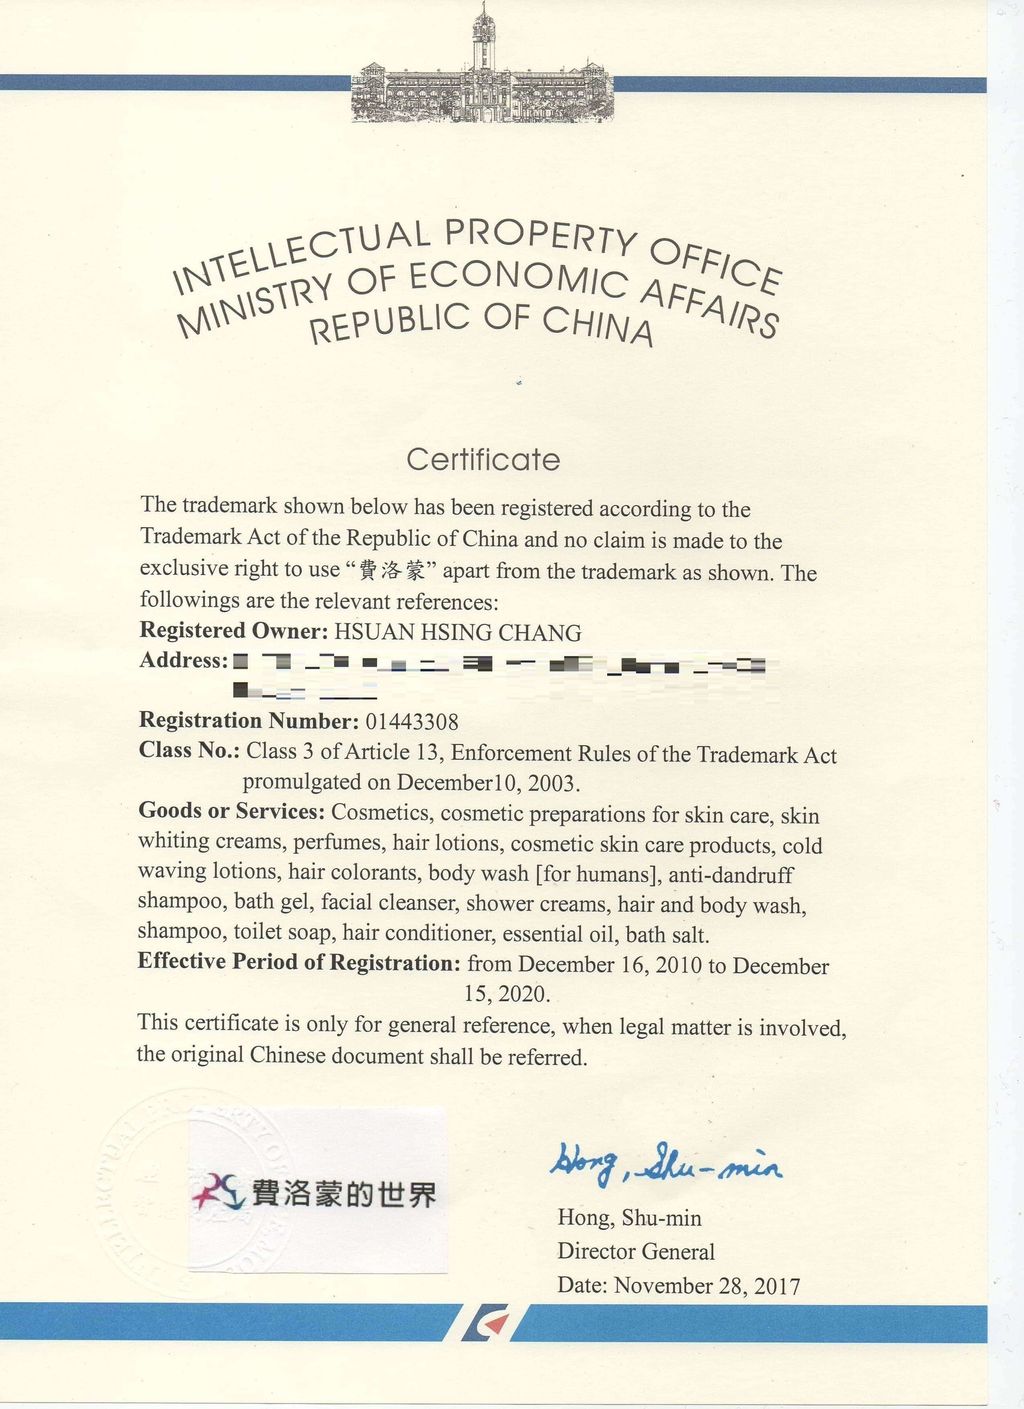 INTELLECTUAL PROPERTY OFFICE
MINISTRY OF ECONOMIC AFFAIRS
REPUBLIC OF CHINA
Certificate
The trademark shown below has been registered according to the
Trademark Act of the Republic of China and no claim is made to the
exclusive right to use “費洛蒙” apart from the trademark as shown. The
followings are the relevant references:
Registered Owner: HSUAN HSING CHANG
Address:
Registration Number: 01443308
Class No.: Class 3 of Article 13, Enforcement Rules of the Trademark Act
promulgated on December10, 2003.
Goods or Services: Cosmetics, cosmetic preparations for skin care, skin
whiting creams, perfumes, hair lotions, cosmetic skin care products, cold
waving lotions, hair colorants, body wash [for humans], anti-dandruff
shampoo, bath gel, facial cleanser, shower creams, hair and body wash,
shampoo, toilet soap, hair conditioner, essential oil, bath salt.
Effective Period of Registration: from December 16, 2010 to December
15, 2020.
This certificate is only for general reference, when legal matter is involved,
the original Chinese document shall be referred.
費洛蒙的世界
Hong, Shu-min
Hong, Shu-min
Director General
Date: November 28, 2017